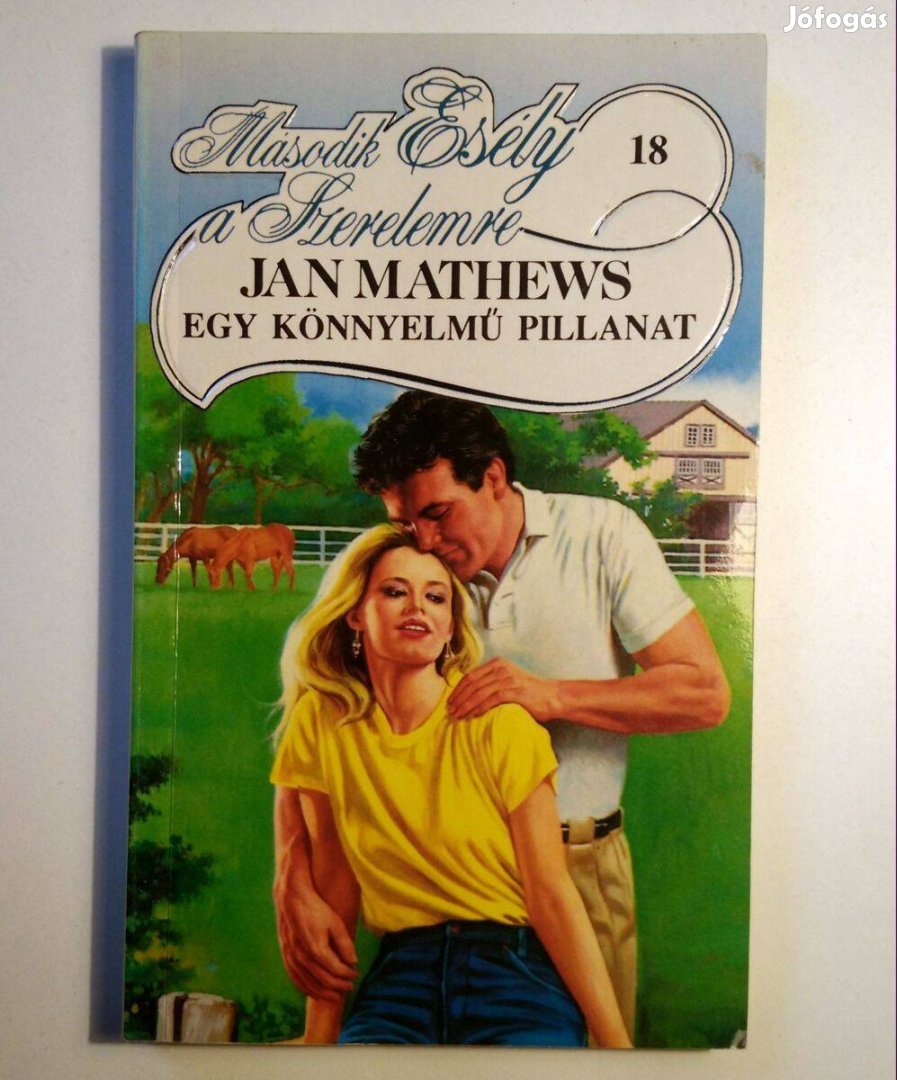 Jófogás
Második Esély
18
a Szerelemre
JAN MATHEWS
EGY KÖNNYELMŰ PILLANAT